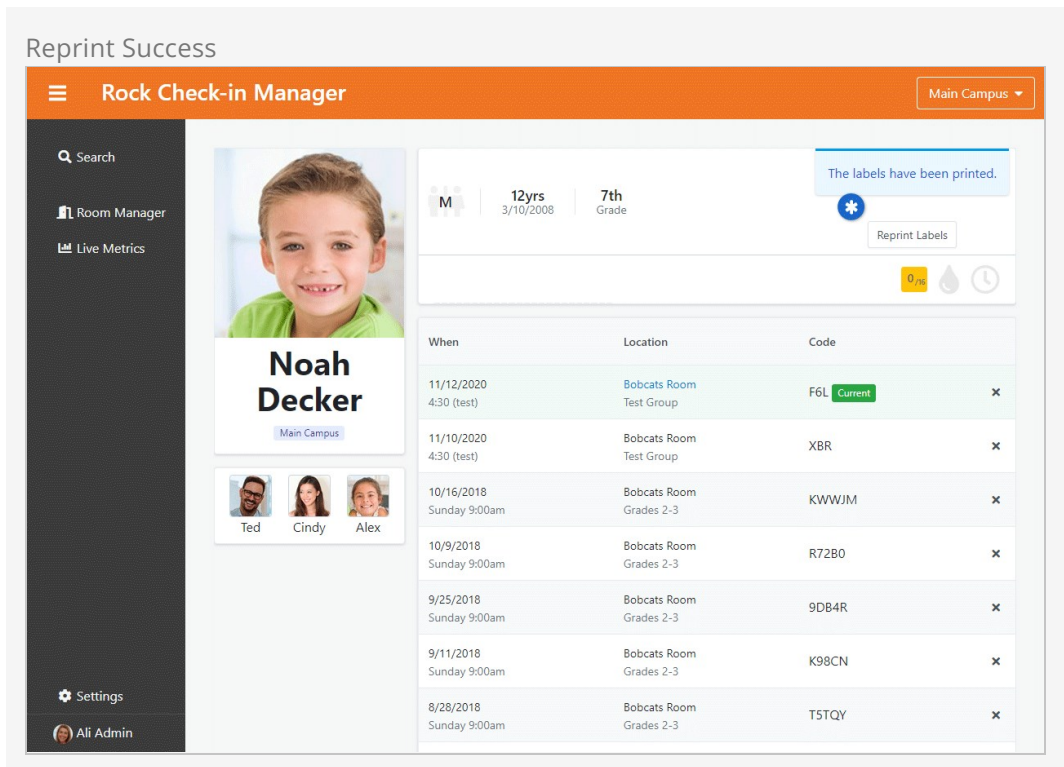 Reprint Success
Rock Check-in Manager
Main Campus
Search
Room Manager
Live Metrics
Settings
Ali Admin
Noah
Decker
Main Campus
Ted Cindy Alex
M 12yrs 7th
3/10/2008 Grade
The labels have been printed.
Reprint Labels
0/16
When Location Code
11/12/2020 Bobcats Room F6L Current
4:30 (test) Test Group
11/10/2020 Bobcats Room XBR
4:30 (test) Test Group
10/16/2018 Bobcats Room KWWJM
Sunday 9:00am Grades 2-3
10/9/2018 Bobcats Room R72B0
Sunday 9:00am Grades 2-3
9/25/2018 Bobcats Room 9DB4R
Sunday 9:00am Grades 2-3
9/11/2018 Bobcats Room K98CN
Sunday 9:00am Grades 2-3
8/28/2018 Bobcats Room T5TQY
Sunday 9:00am Grades 2-3